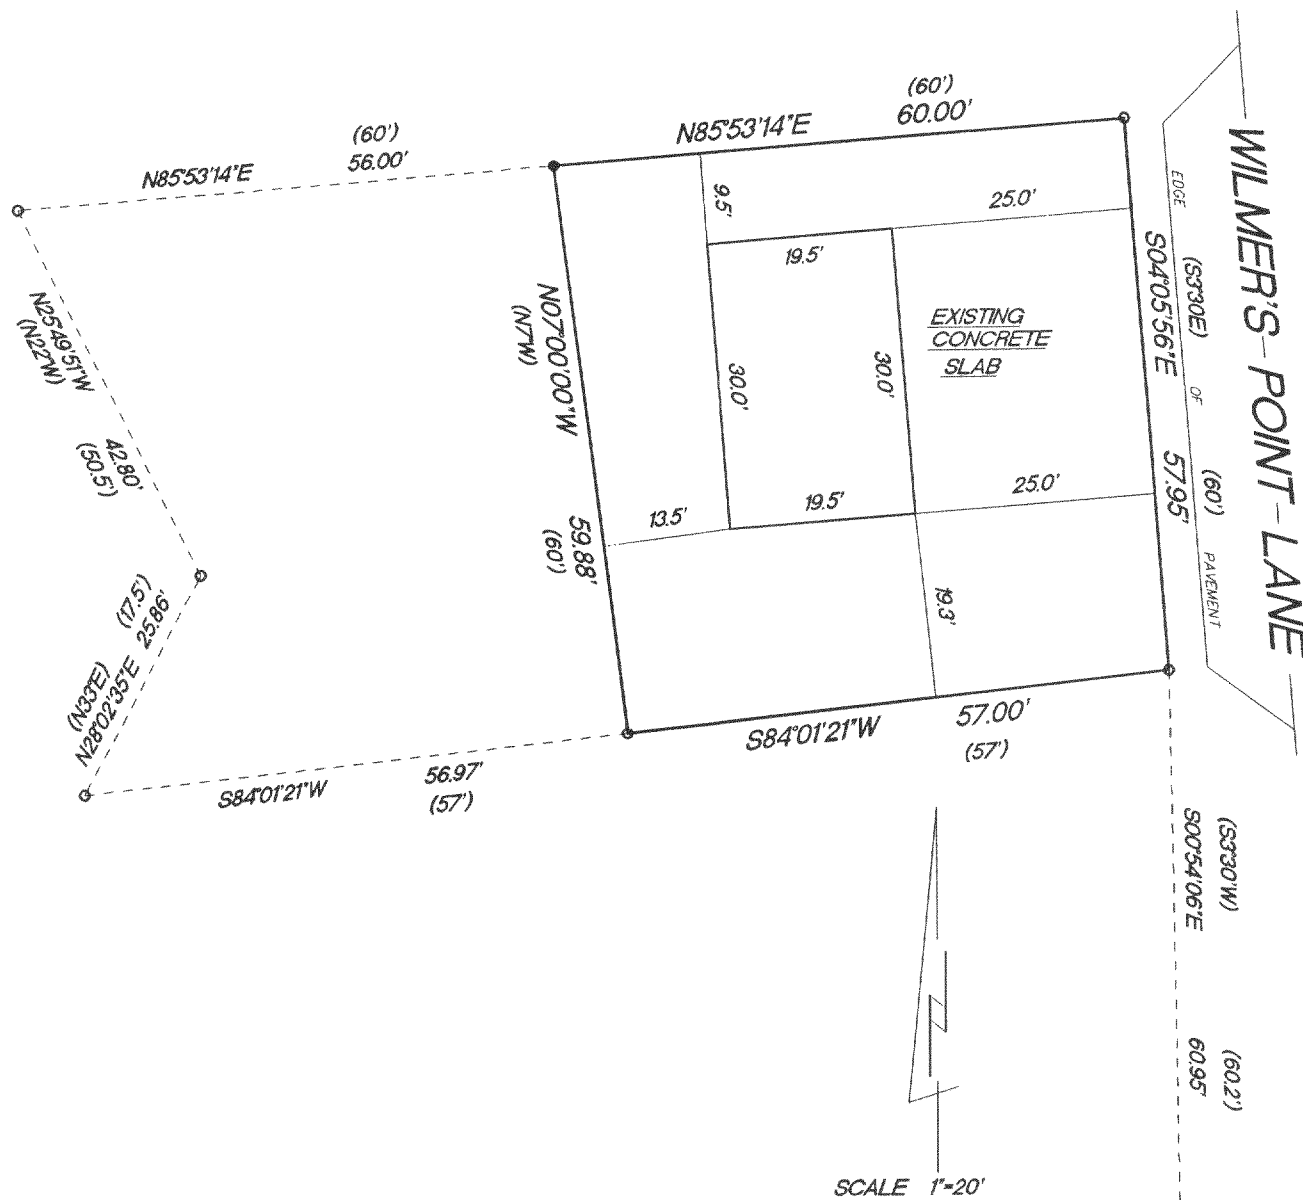 (60')
60.00'
N85°53'14"E
(60')
56.00'
N85°53'14"E
WILMER'S POINT LANE
EDGE OF PAVEMENT
(S3°30E)
S04°05'56"E
(60')
57.95'
9.5'
25.0'
19.5'
EXISTING
CONCRETE
SLAB
30.0'
30.0'
N07°00'00"W
(N7°W)
59.88'
(60')
N25°49'51"W
(N22°W)
42.80'
(50.5')
13.5'
19.5'
25.0'
19.3'
(17.5')
25.86'
(N33°E)
N28°02'35"E
S84°01'21"W
57.00'
(57')
S84°01'21"W
56.97'
(57')
(S3°30'W)
S00°54'06"E
(60.2')
60.95'
SCALE 1"=20'